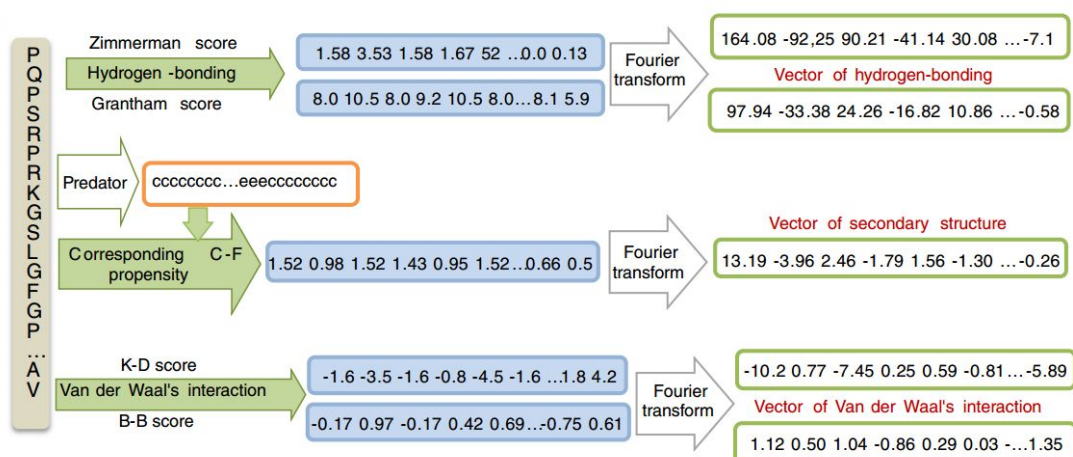 P
Q
P
S
R
P
R
K
G
S
L
G
F
G
P
...
A
V
Zimmerman score
Hydrogen -bonding
Grantham score
1.58 3.53 1.58 1.67 52 ...0.0 0.13
8.0 10.5 8.0 9.2 10.5 8.0...8.1 5.9
Fourier
transform
164.08 -92,25 90.21 -41.14 30.08 ...-7.1
Vector of hydrogen-bonding
97.94 -33.38 24.26 -16.82 10.86 ...-0.58
Predator
cccccccc...eeecccccccc
Corresponding C-F
propensity
1.52 0.98 1.52 1.43 0.95 1.52...0.66 0.5
Fourier
transform
Vector of secondary structure
13.19 -3.96 2.46 -1.79 1.56 -1.30 ...-0.26
K-D score
Van der Waal's interaction
B-B score
-1.6 -3.5 -1.6 -0.8 -4.5 -1.6 ...1.8 4.2
-0.17 0.97 -0.17 0.42 0.69...-0.75 0.61
Fourier
transform
-10.2 0.77 -7.45 0.25 0.59 -0.81...-5.89
Vector of Van der Waal's interaction
1.12 0.50 1.04 -0.86 0.29 0.03 -...1.35